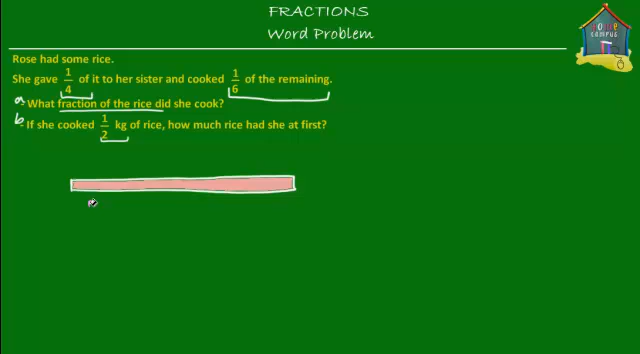 FRACTIONS
Word Problem
Home
campus
Rose had some rice.
She gave 1/4 of it to her sister and cooked 1/6 of the remaining.
a - What fraction of the rice did she cook?
b - If she cooked 1/2 kg of rice, how much rice had she at first?